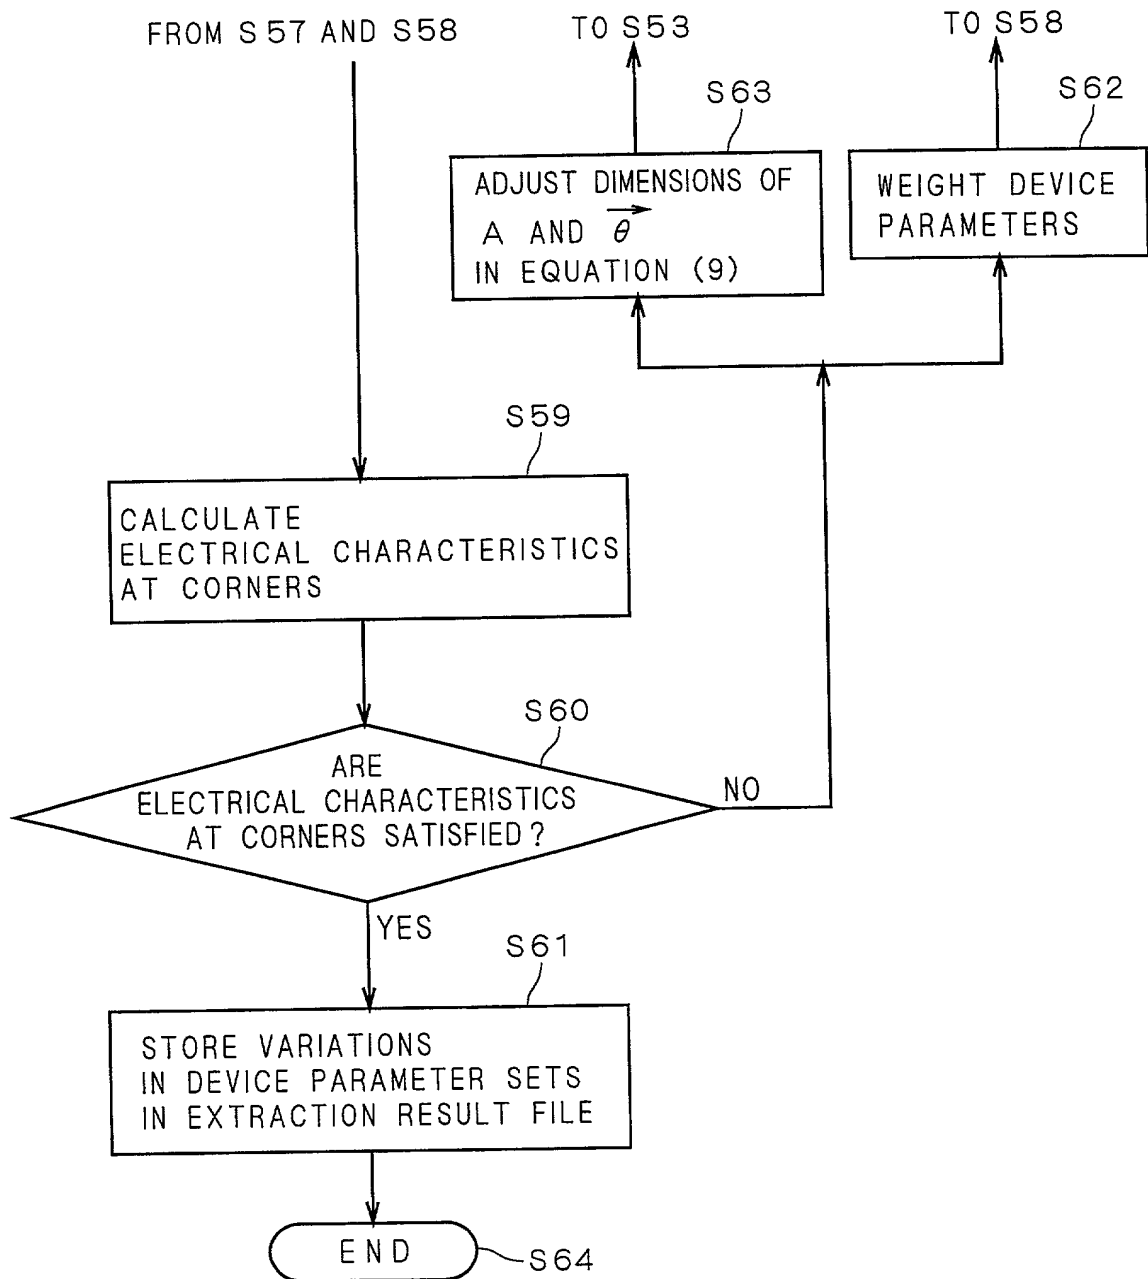 FROM S57 AND S58
TO S53
TO S58
S63
S62
ADJUST DIMENSIONS OF
A AND θ⃗
IN EQUATION (9)
WEIGHT DEVICE
PARAMETERS
S59
CALCULATE
ELECTRICAL CHARACTERISTICS
AT CORNERS
S60
ARE
ELECTRICAL CHARACTERISTICS
AT CORNERS SATISFIED?
NO
YES
S61
STORE VARIATIONS
IN DEVICE PARAMETER SETS
IN EXTRACTION RESULT FILE
END
S64